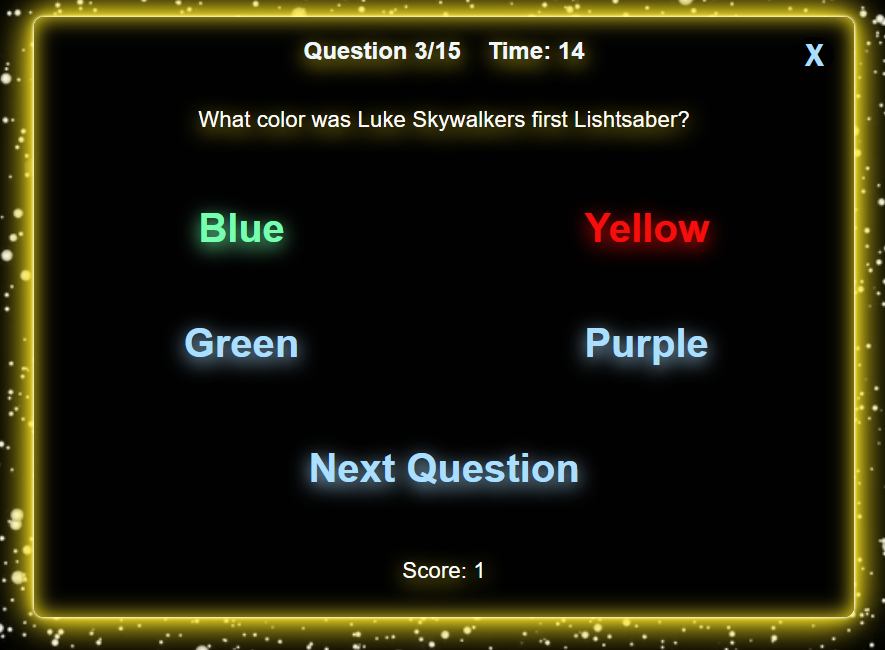 Question 3/15 Time: 14
X
What color was Luke Skywalkers first Lishtsaber?
Blue
Yellow
Green
Purple
Next Question
Score: 1